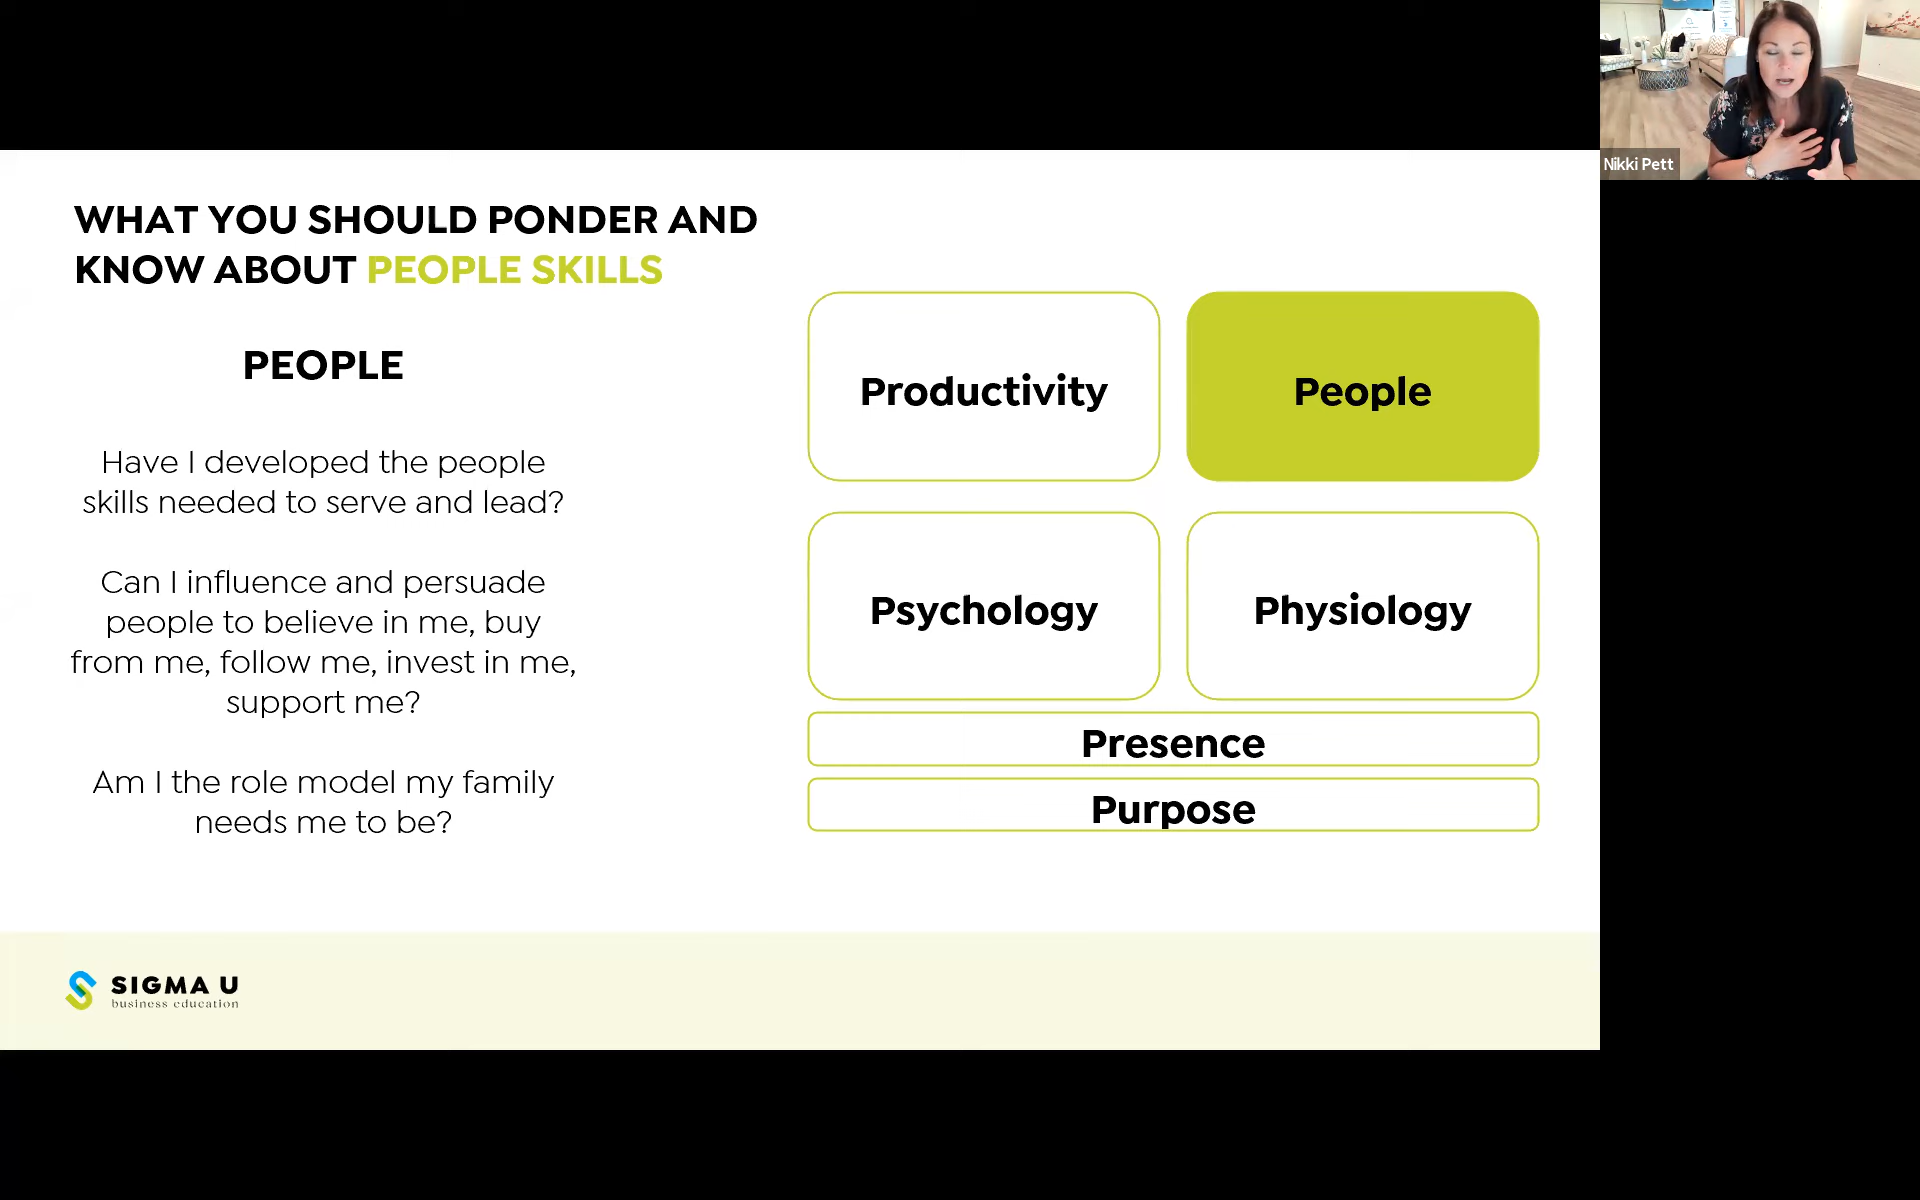 Nikki Pett
WHAT YOU SHOULD PONDER AND
KNOW ABOUT PEOPLE SKILLS
PEOPLE
Have I developed the people
skills needed to serve and lead?
Can I influence and persuade
people to believe in me, buy
from me, follow me, invest in me,
support me?
Am I the role model my family
needs me to be?
Productivity
People
Psychology
Physiology
Presence
Purpose
SIGMA U
business education